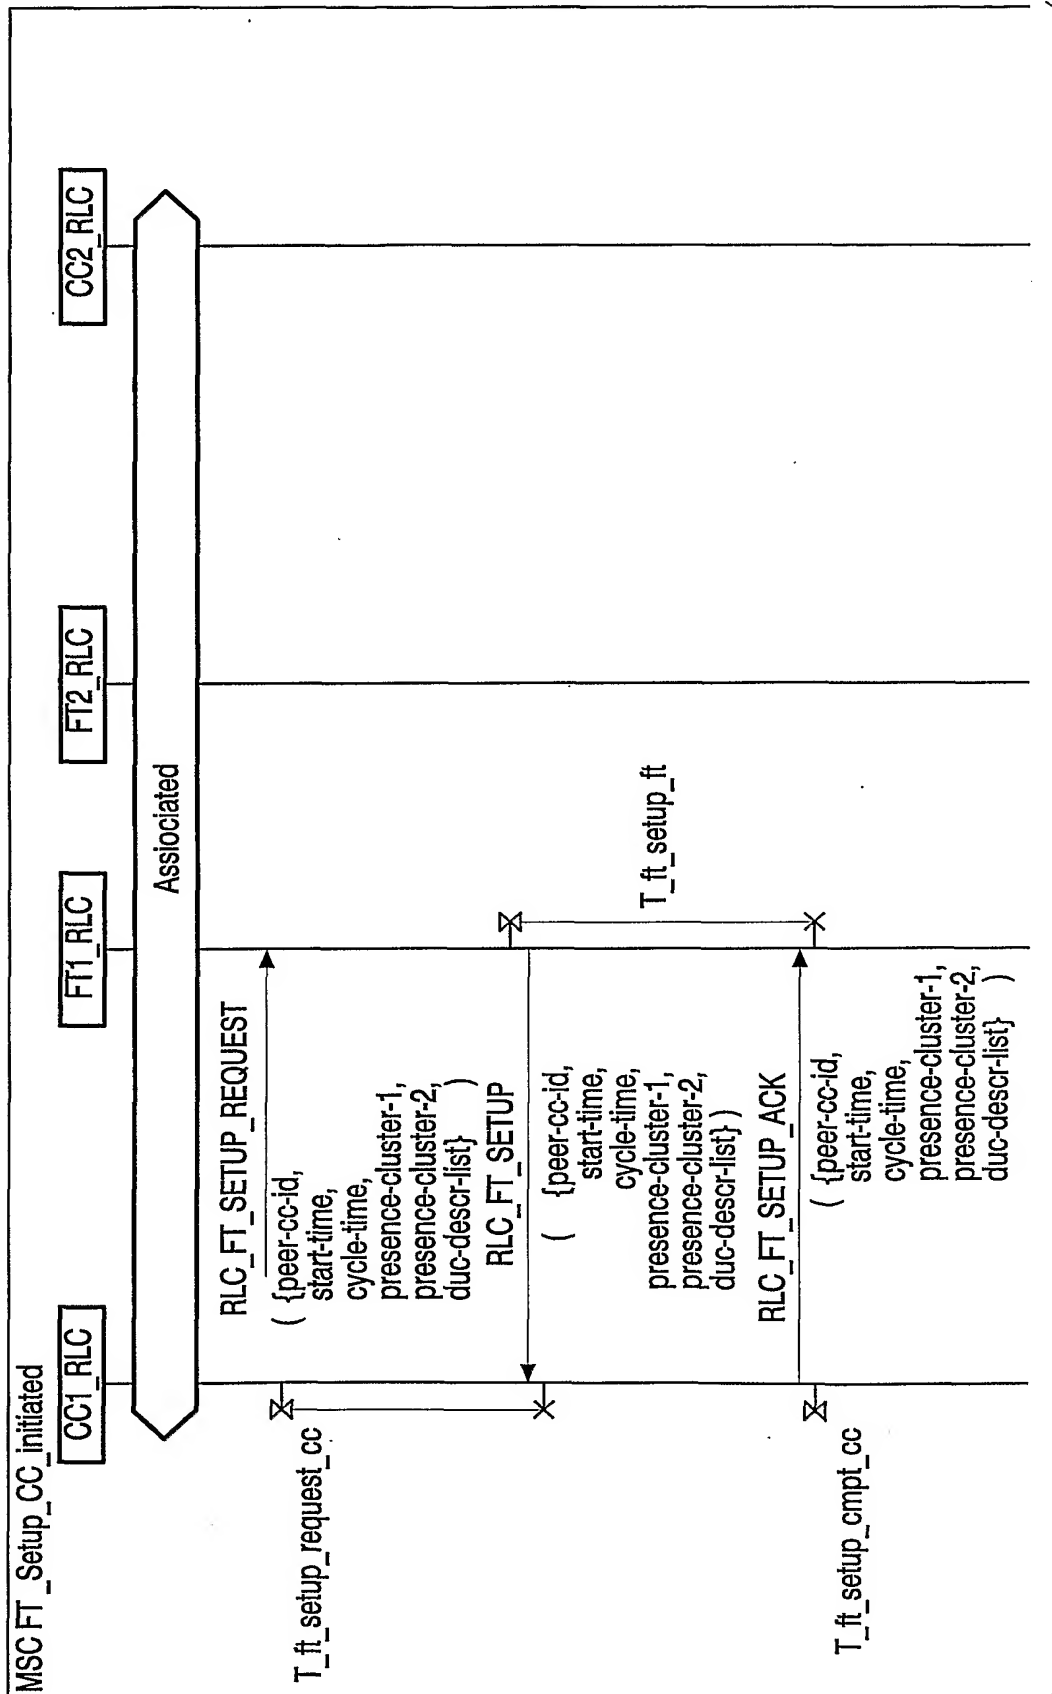 MSC FT_Setup_CC_initiated
CC1_RLC
FT1_RLC
FT2_RLC
CC2_RLC
Assiociated
RLC_FT_SETUP_REQUEST
T_ft_setup_request_cc
( {peer-cc-id,
start-time,
cycle-time,
presence-cluster-1,
presence-cluster-2,
duc-descr-list} )
RLC_FT_SETUP
( {peer-cc-id,
start-time,
cycle-time,
presence-cluster-1,
presence-cluster-2,
duc-descr-list} )
T_ft_setup_ft
RLC_FT_SETUP_ACK
( {peer-cc-id,
start-time,
cycle-time,
presence-cluster-1,
presence-cluster-2,
duc-descr-list} )
T_ft_setup_cmpt_cc